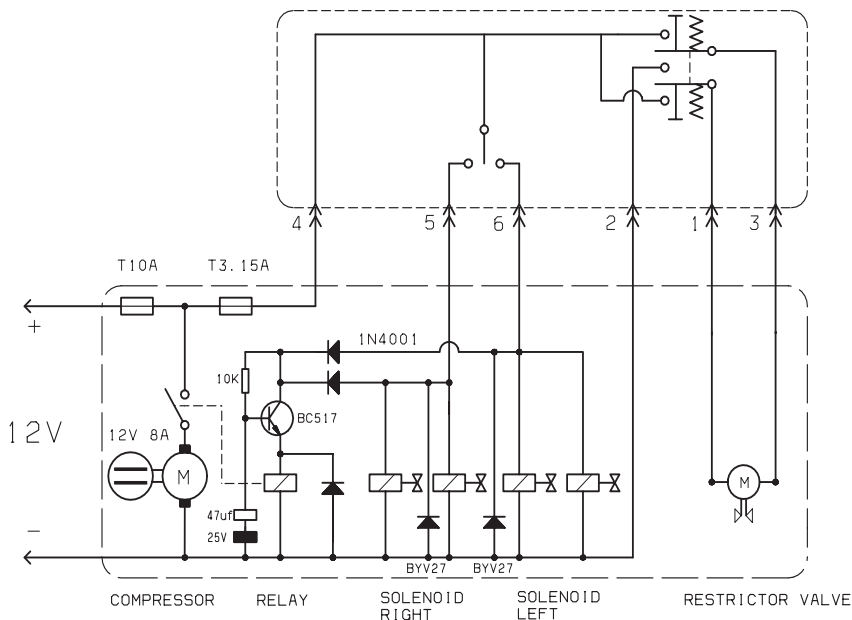 4
5
6
2
1
3
T10A
T3.15A
+
1N4001
10K
BC517
12V
12V 8A
M
M
47uf
25V
−
BYV27
BYV27
COMPRESSOR
RELAY
SOLENOID
RIGHT
SOLENOID
LEFT
RESTRICTOR VALVE